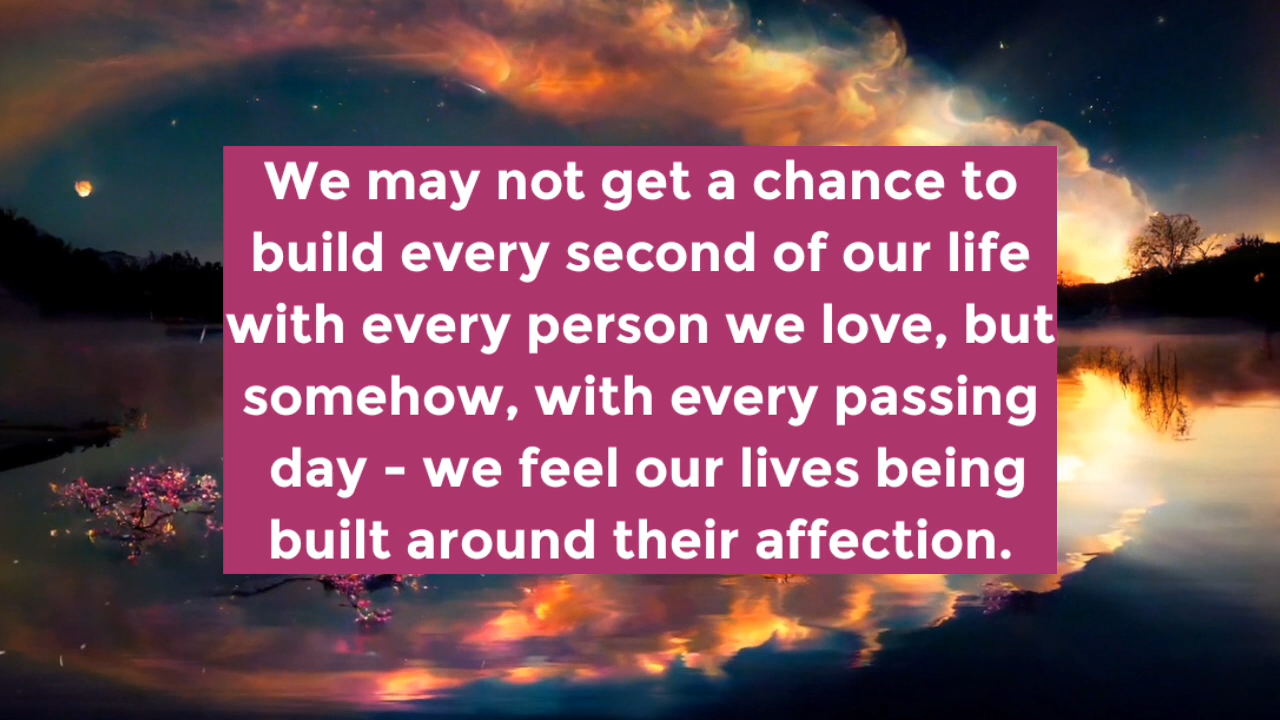 We may not get a chance to
build every second of our life
with every person we love, but
somehow, with every passing
day - we feel our lives being
built around their affection.